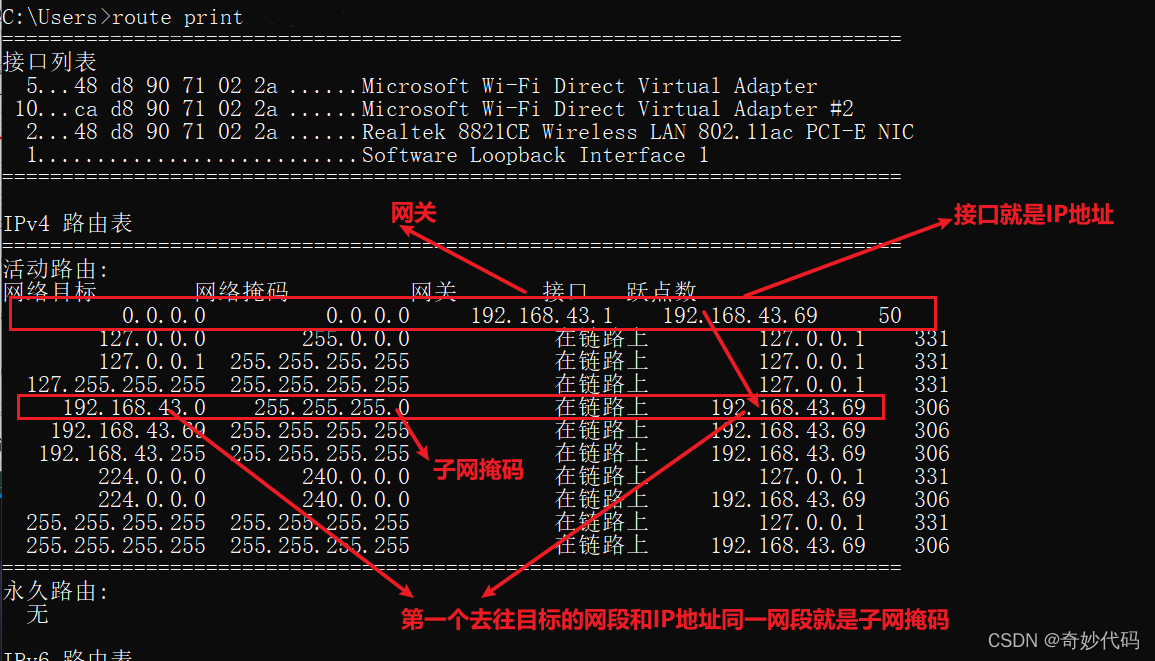 C:\Users>route print
===========================================================================
接口列表
5...48 d8 90 71 02 2a ......Microsoft Wi-Fi Direct Virtual Adapter
10...ca d8 90 71 02 2a ......Microsoft Wi-Fi Direct Virtual Adapter #2
2...48 d8 90 71 02 2a ......Realtek 8821CE Wireless LAN 802.11ac PCI-E NIC
1...........................Software Loopback Interface 1
===========================================================================
网关
接口就是IP地址
IPv4 路由表
===========================================================================
活动路由:
网络目标 网络掩码 网关 接口 跃点数
0.0.0.0 0.0.0.0 192.168.43.1 192.168.43.69 50
127.0.0.0 255.0.0.0 在链路上 127.0.0.1 331
127.0.0.1 255.255.255.255 在链路上 127.0.0.1 331
127.255.255.255 255.255.255.255 在链路上 127.0.0.1 331
192.168.43.0 255.255.255.0 在链路上 192.168.43.69 306
192.168.43.69 255.255.255.255 在链路上 192.168.43.69 306
192.168.43.255 255.255.255.255 在链路上 192.168.43.69 306
子网掩码
224.0.0.0 240.0.0.0 在链路上 127.0.0.1 331
224.0.0.0 240.0.0.0 在链路上 192.168.43.69 306
255.255.255.255 255.255.255.255 在链路上 127.0.0.1 331
255.255.255.255 255.255.255.255 在链路上 192.168.43.69 306
===========================================================================
永久路由:
无
第一个去往目标的网段和IP地址同一网段就是子网掩码
CSDN @奇妙代码
IPv6 路由表